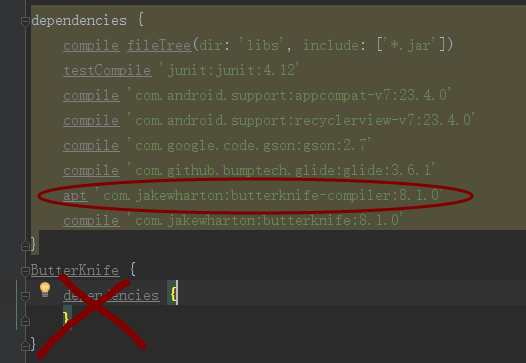 dependencies {
compile fileTree(dir: 'libs', include: ['*.jar'])
testCompile 'junit:junit:4.12'
compile 'com.android.support:appcompat-v7:23.4.0'
compile 'com.android.support:recyclerview-v7:23.4.0'
compile 'com.google.code.gson:gson:2.7'
compile 'com.github.bumptech.glide:glide:3.6.1'
apt 'com.jakewharton:butterknife-compiler:8.1.0'
compile 'com.jakewharton:butterknife:8.1.0'
}
ButterKnife {
dependencies {
}
}